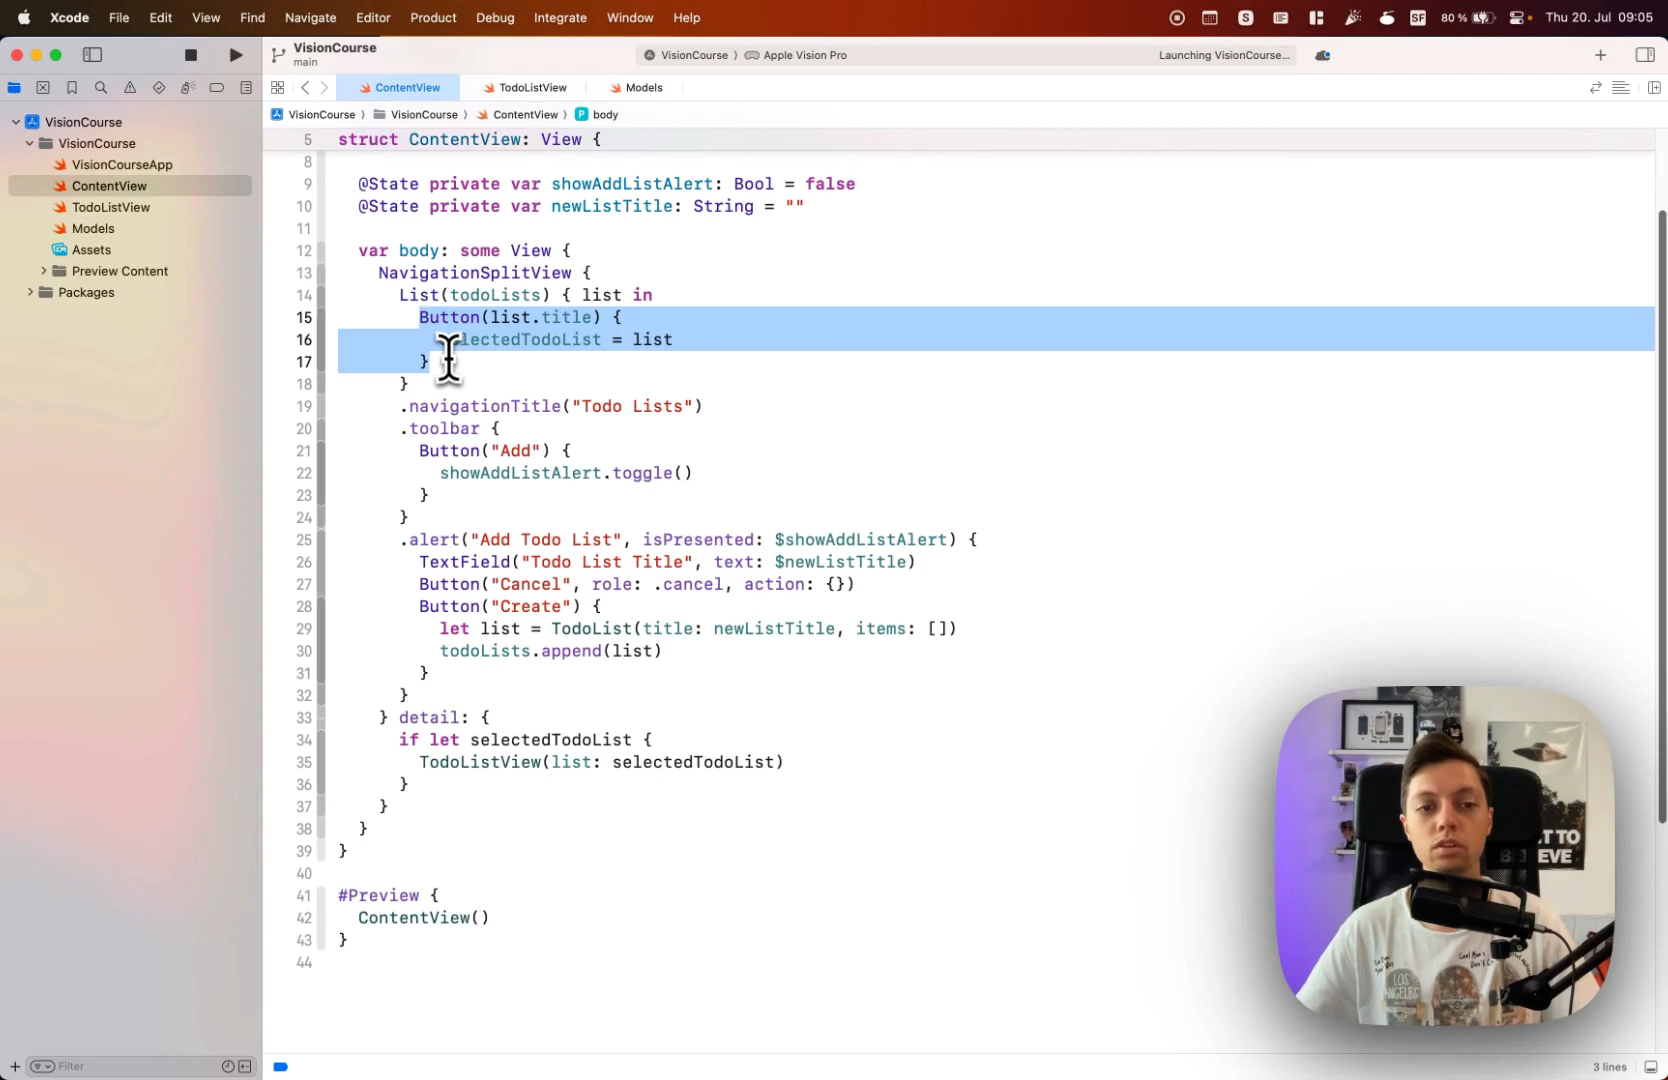 Xcode File Edit View Find Navigate Editor Product Debug Engine Integrate Window Help S SF 80 % Thu 20. Jul 09:05
VisionCourse
main
VisionCourse 〉 Apple Vision Pro Launching VisionCourse...
ContentView TodoListView Models
VisionCourse 〉 VisionCourse 〉 ContentView 〉 P body
VisionCourse
VisionCourse
VisionCourseApp
ContentView
TodoListView
Models
Assets
Preview Content
Packages
5 struct ContentView: View {
8
9 @State private var showAddListAlert: Bool = false
10 @State private var newListTitle: String = ""
11
12 var body: some View {
13 NavigationSplitView {
14 List(todoLists) { list in
15 Button(list.title) {
16 lectedTodoList = list
17 }
18 }
19 .navigationTitle("Todo Lists")
20 .toolbar {
21 Button("Add") {
22 showAddListAlert.toggle()
23 }
24 }
25 .alert("Add Todo List", isPresented: $showAddListAlert) {
26 TextField("Todo List Title", text: $newListTitle)
27 Button("Cancel", role: .cancel, action: {})
28 Button("Create") {
29 let list = TodoList(title: newListTitle, items: [])
30 todoLists.append(list)
31 }
32 }
33 } detail: {
34 if let selectedTodoList {
35 TodoListView(list: selectedTodoList)
36 }
37 }
38 }
39 }
40
41 #Preview {
42 ContentView()
43 }
44
LOS
ANGELES
Filter
3 lines